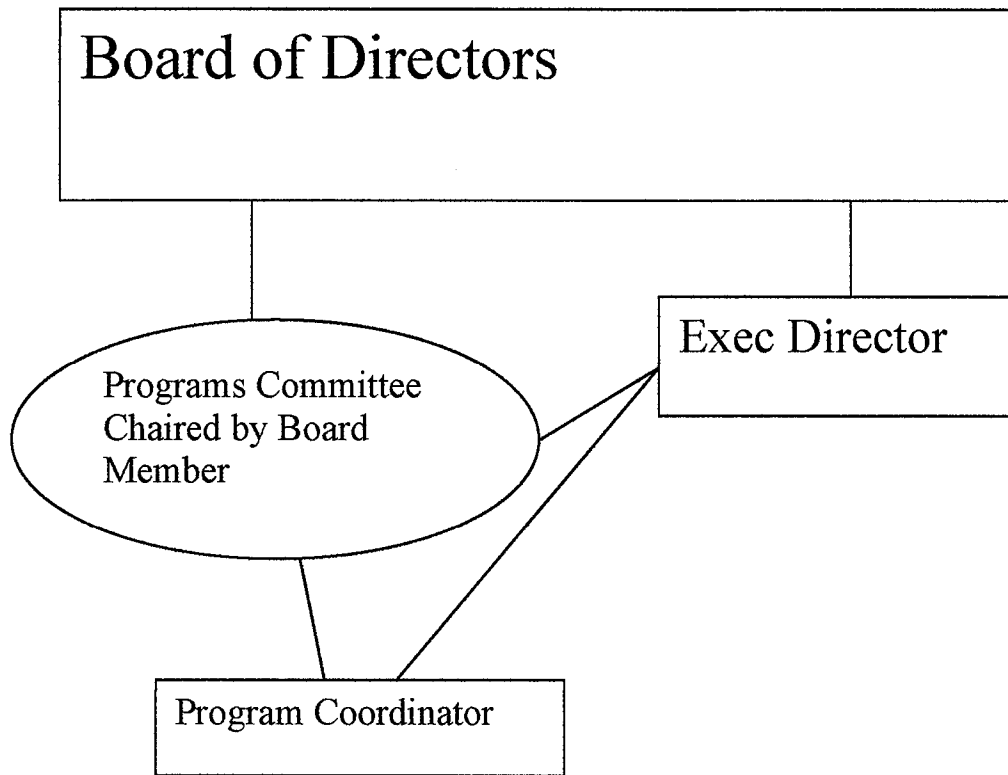 Board of Directors
Exec Director
Programs Committee
Chaired by Board
Member
Program Coordinator